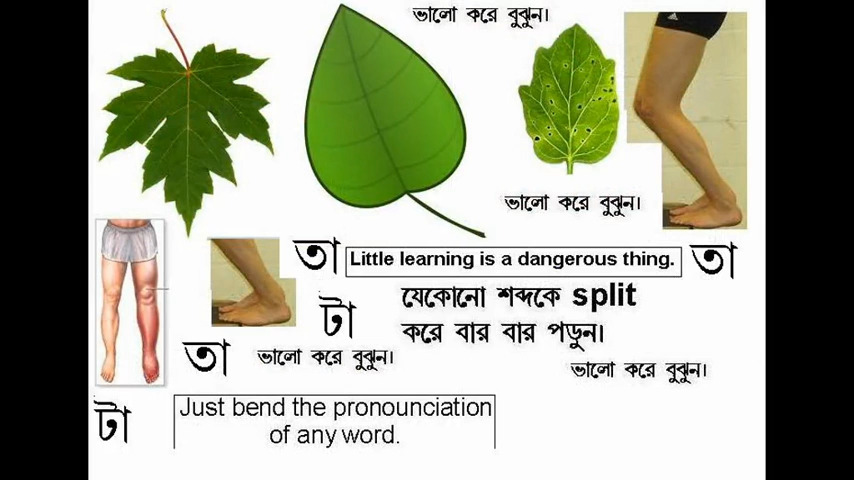 ভালো করে বুঝুন।
ভালো করে বুঝুন।
তা
Little learning is a dangerous thing.
তা
টা
যেকোনো শব্দকে split
করে বার বার পড়ুন।
তা
ভালো করে বুঝুন।
ভালো করে বুঝুন।
টা
Just bend the pronounciation
of any word.